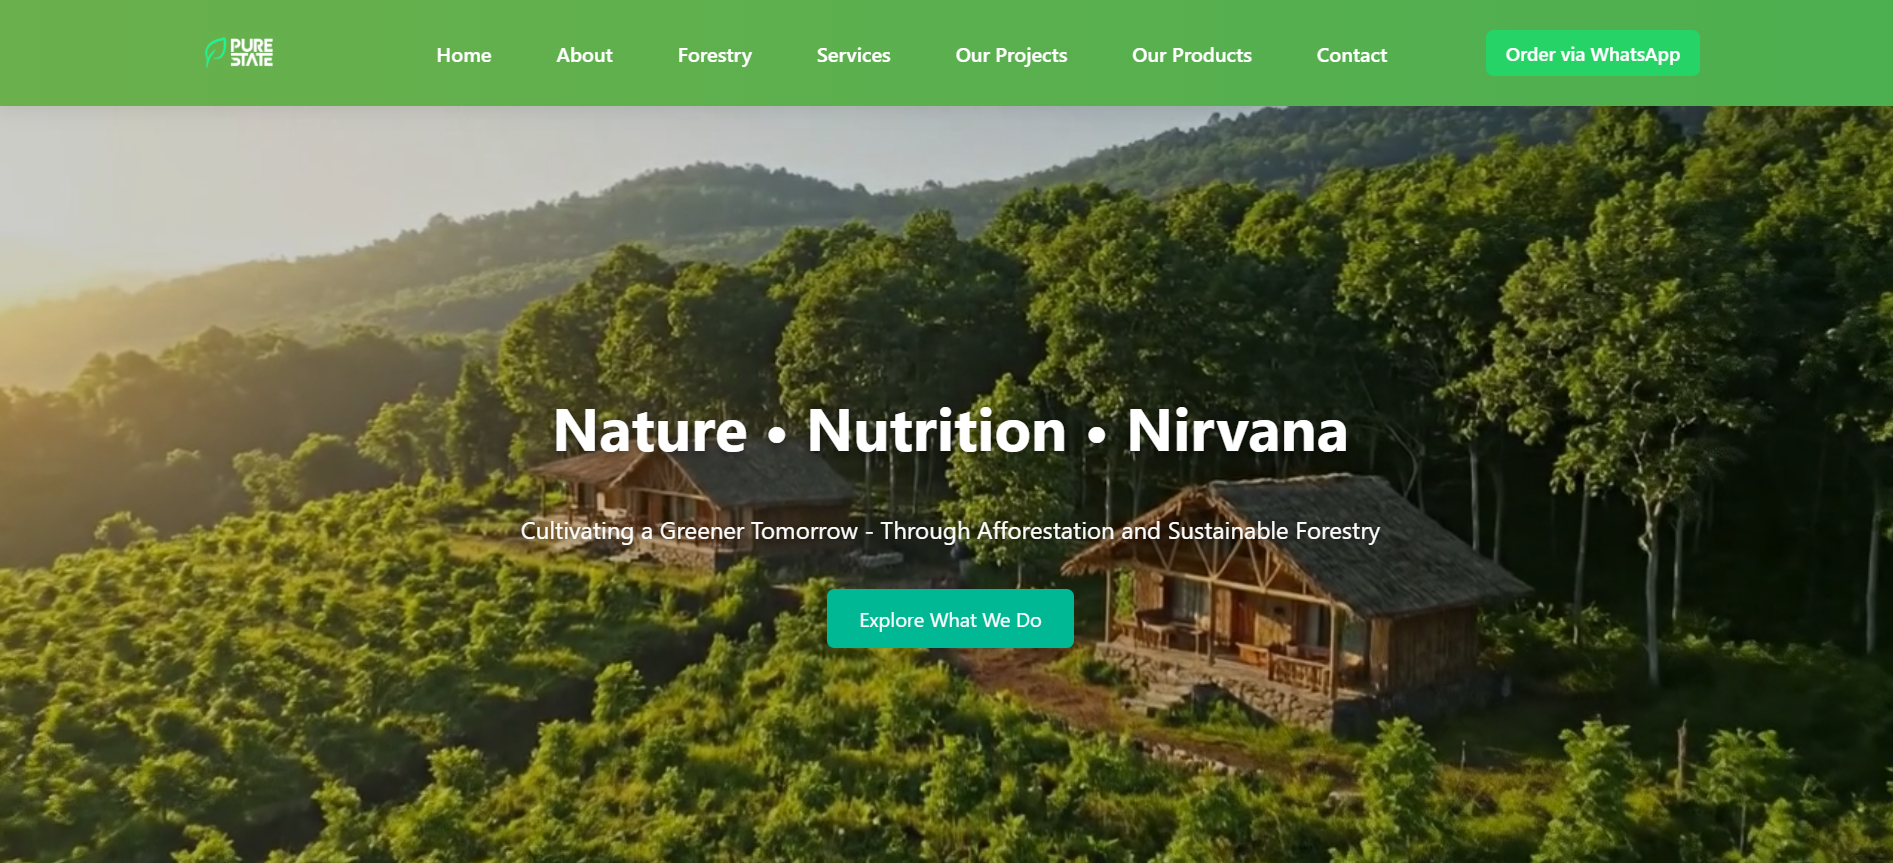 PURE
STATE
Home
About
Forestry
Services
Our Projects
Our Products
Contact
Order via WhatsApp
Nature • Nutrition • Nirvana
Cultivating a Greener Tomorrow - Through Afforestation and Sustainable Forestry
Explore What We Do